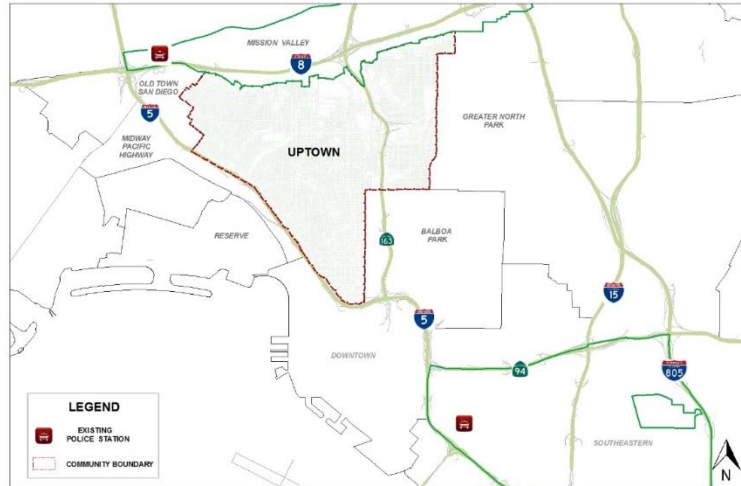 MISSION VALLEY
8
OLD TOWN
SAN DIEGO
5
MIDWAY
PACIFIC
HIGHWAY
GREATER NORTH
PARK
UPTOWN
RESERVE
163
BALBOA
PARK
15
5
DOWNTOWN
94
805
SOUTHEASTERN
LEGEND
EXISTING
POLICE STATION
COMMUNITY BOUNDARY
N